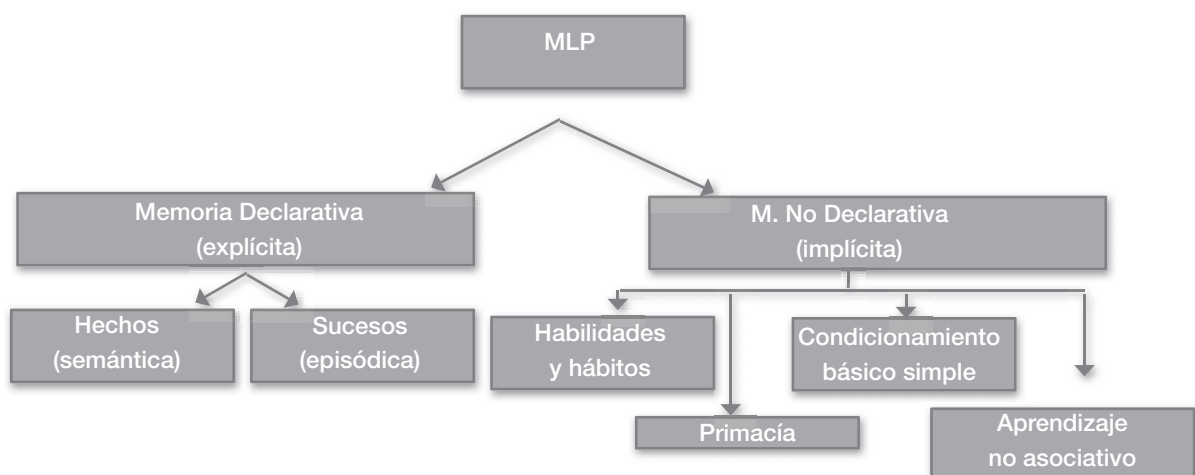 MLP
Memoria Declarativa
(explícita)
M. No Declarativa
(implícita)
Hechos
(semántica)
Sucesos
(episódica)
Habilidades
y hábitos
Condicionamiento
básico simple
Primacía
Aprendizaje
no asociativo